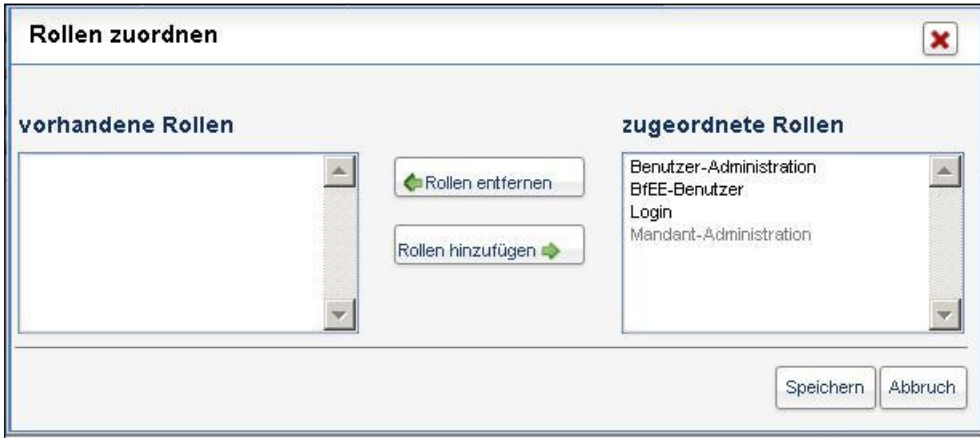 Rollen zuordnen
vorhandene Rollen
Rollen entfernen
Rollen hinzufügen
zugeordnete Rollen
Benutzer-Administration
BfEE-Benutzer
Login
Mandant-Administration
Speichern
Abbruch